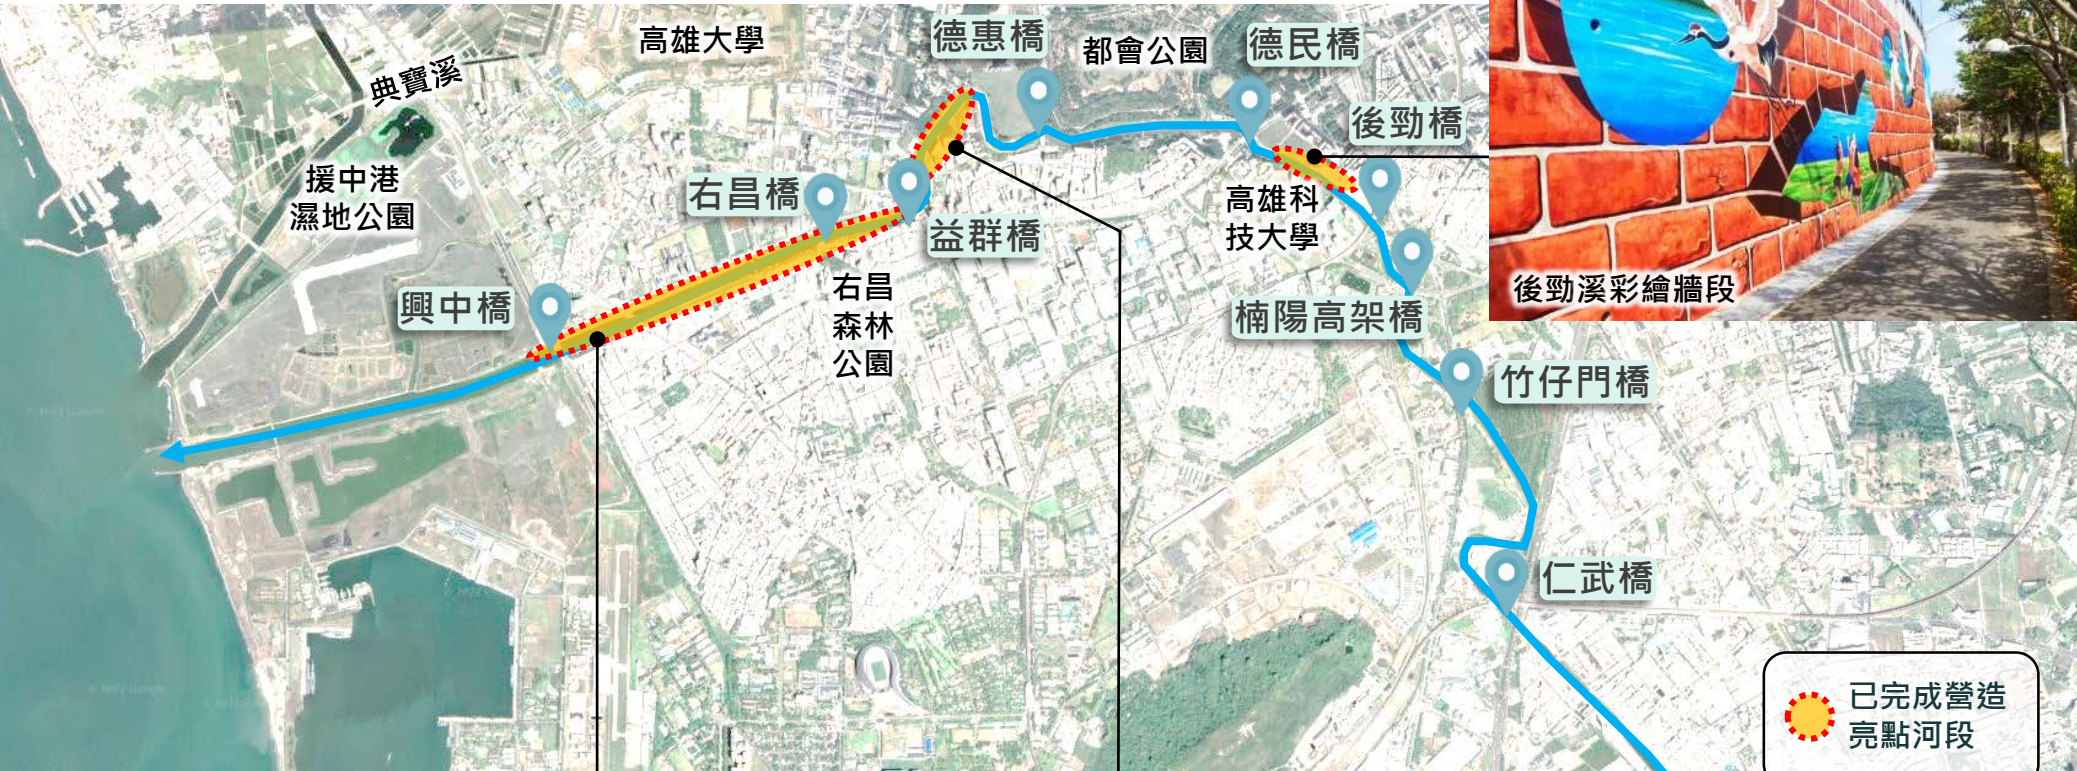 高雄大學
德惠橋
都會公園
德民橋
典寶溪
後勁橋
援中港
濕地公園
右昌橋
益群橋
高雄科
技大學
後勁溪彩繪牆段
興中橋
右昌
森林
公園
楠陽高架橋
竹仔門橋
仁武橋
已完成營造
亮點河段